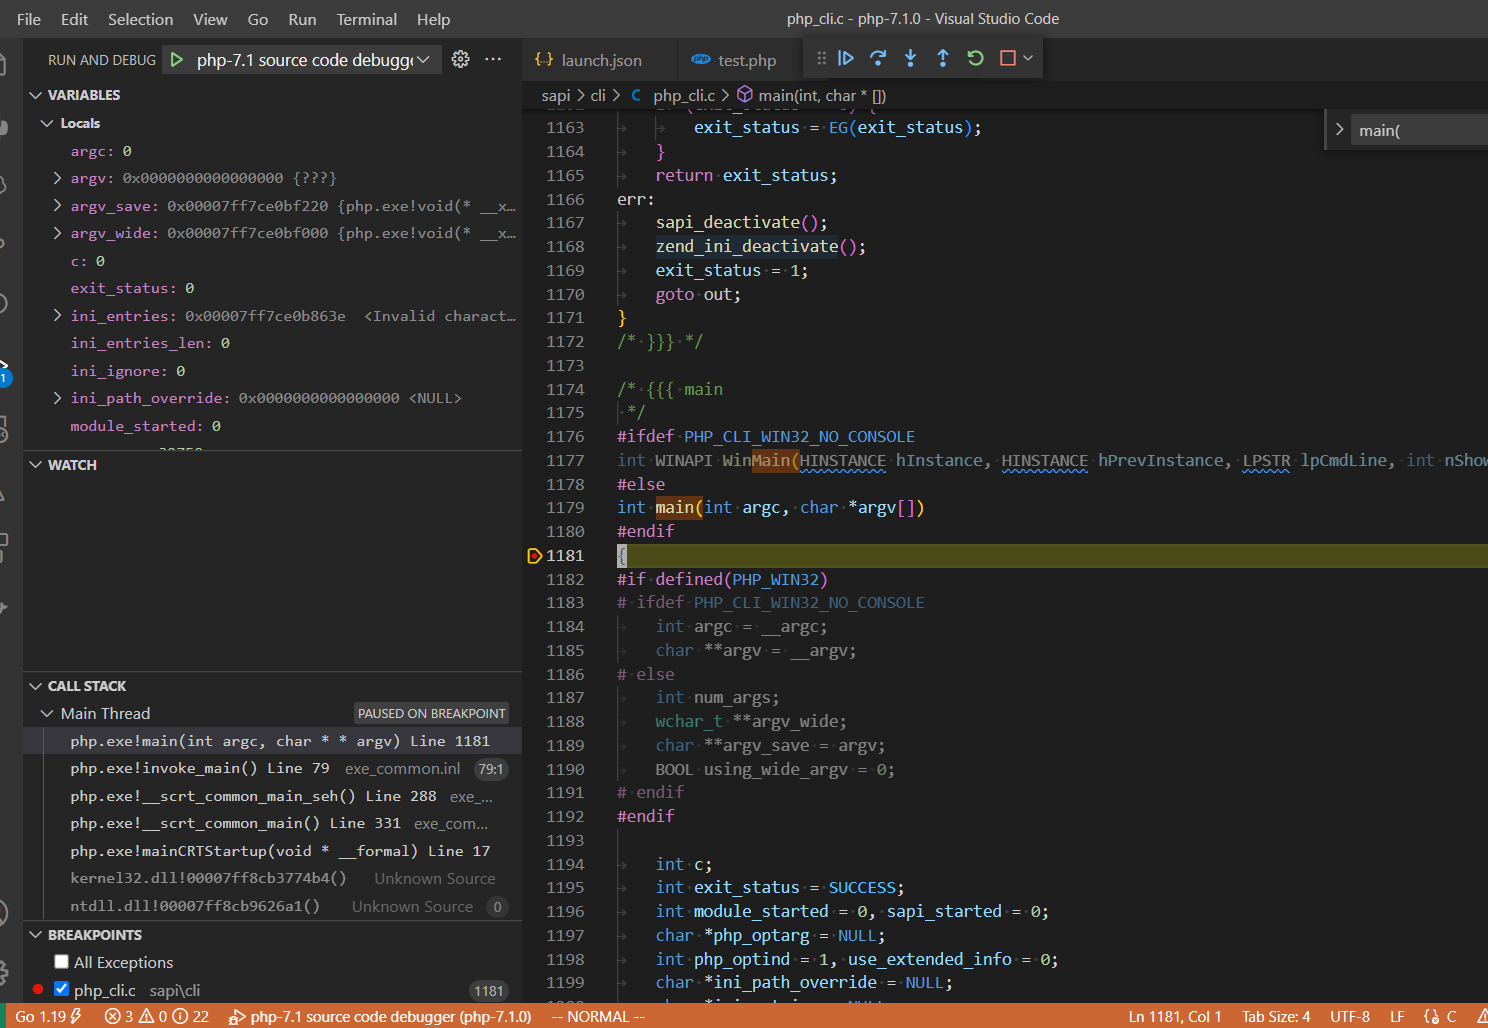 File Edit Selection View Go Run Terminal Help
php_cli.c - php-7.1.0 - Visual Studio Code
RUN AND DEBUG php-7.1 source code debugge
launch.json
php test.php
VARIABLES
Locals
argc: 0
argv: 0x0000000000000000 {???}
argv_save: 0x00007ff7ce0bf220 {php.exe!void(* __x…
argv_wide: 0x00007ff7ce0bf000 {php.exe!void(* __x…
c: 0
exit_status: 0
ini_entries: 0x00007ff7ce0b863e <Invalid charact…
ini_entries_len: 0
ini_ignore: 0
ini_path_override: 0x0000000000000000 <NULL>
module_started: 0
WATCH
CALL STACK
Main Thread PAUSED ON BREAKPOINT
php.exe!main(int argc, char * * argv) Line 1181
php.exe!invoke_main() Line 79 exe_common.inl 79:1
php.exe!__scrt_common_main_seh() Line 288 exe_…
php.exe!__scrt_common_main() Line 331 exe_com…
php.exe!mainCRTStartup(void * __formal) Line 17
kernel32.dll!00007ff8cb3774b4() Unknown Source
ntdll.dll!00007ff8cb9626a1() Unknown Source 0
BREAKPOINTS
All Exceptions
php_cli.c sapi\cli 1181
1
sapi > cli > C php_cli.c > main(int, char * [])
main(
1163 exit_status = EG(exit_status);
1164 }
1165 return exit_status;
1166 err:
1167 sapi_deactivate();
1168 zend_ini_deactivate();
1169 exit_status = 1;
1170 goto out;
1171 }
1172 /* }}} */
1173
1174 /* {{{ main
1175 */
1176 #ifdef PHP_CLI_WIN32_NO_CONSOLE
1177 int WINAPI WinMain(HINSTANCE hInstance, HINSTANCE hPrevInstance, LPSTR lpCmdLine, int nShow
1178 #else
1179 int main(int argc, char *argv[])
1180 #endif
1181 {
1182 #if defined(PHP_WIN32)
1183 # ifdef PHP_CLI_WIN32_NO_CONSOLE
1184 int argc = __argc;
1185 char **argv = __argv;
1186 # else
1187 int num_args;
1188 wchar_t **argv_wide;
1189 char **argv_save = argv;
1190 BOOL using_wide_argv = 0;
1191 # endif
1192 #endif
1193
1194 int c;
1195 int exit_status = SUCCESS;
1196 int module_started = 0, sapi_started = 0;
1197 char *php_optarg = NULL;
1198 int php_optind = 1, use_extended_info = 0;
1199 char *ini_path_override = NULL;
Go 1.19 3 0 22 php-7.1 source code debugger (php-7.1.0) -- NORMAL -- Ln 1181, Col 1 Tab Size: 4 UTF-8 LF C